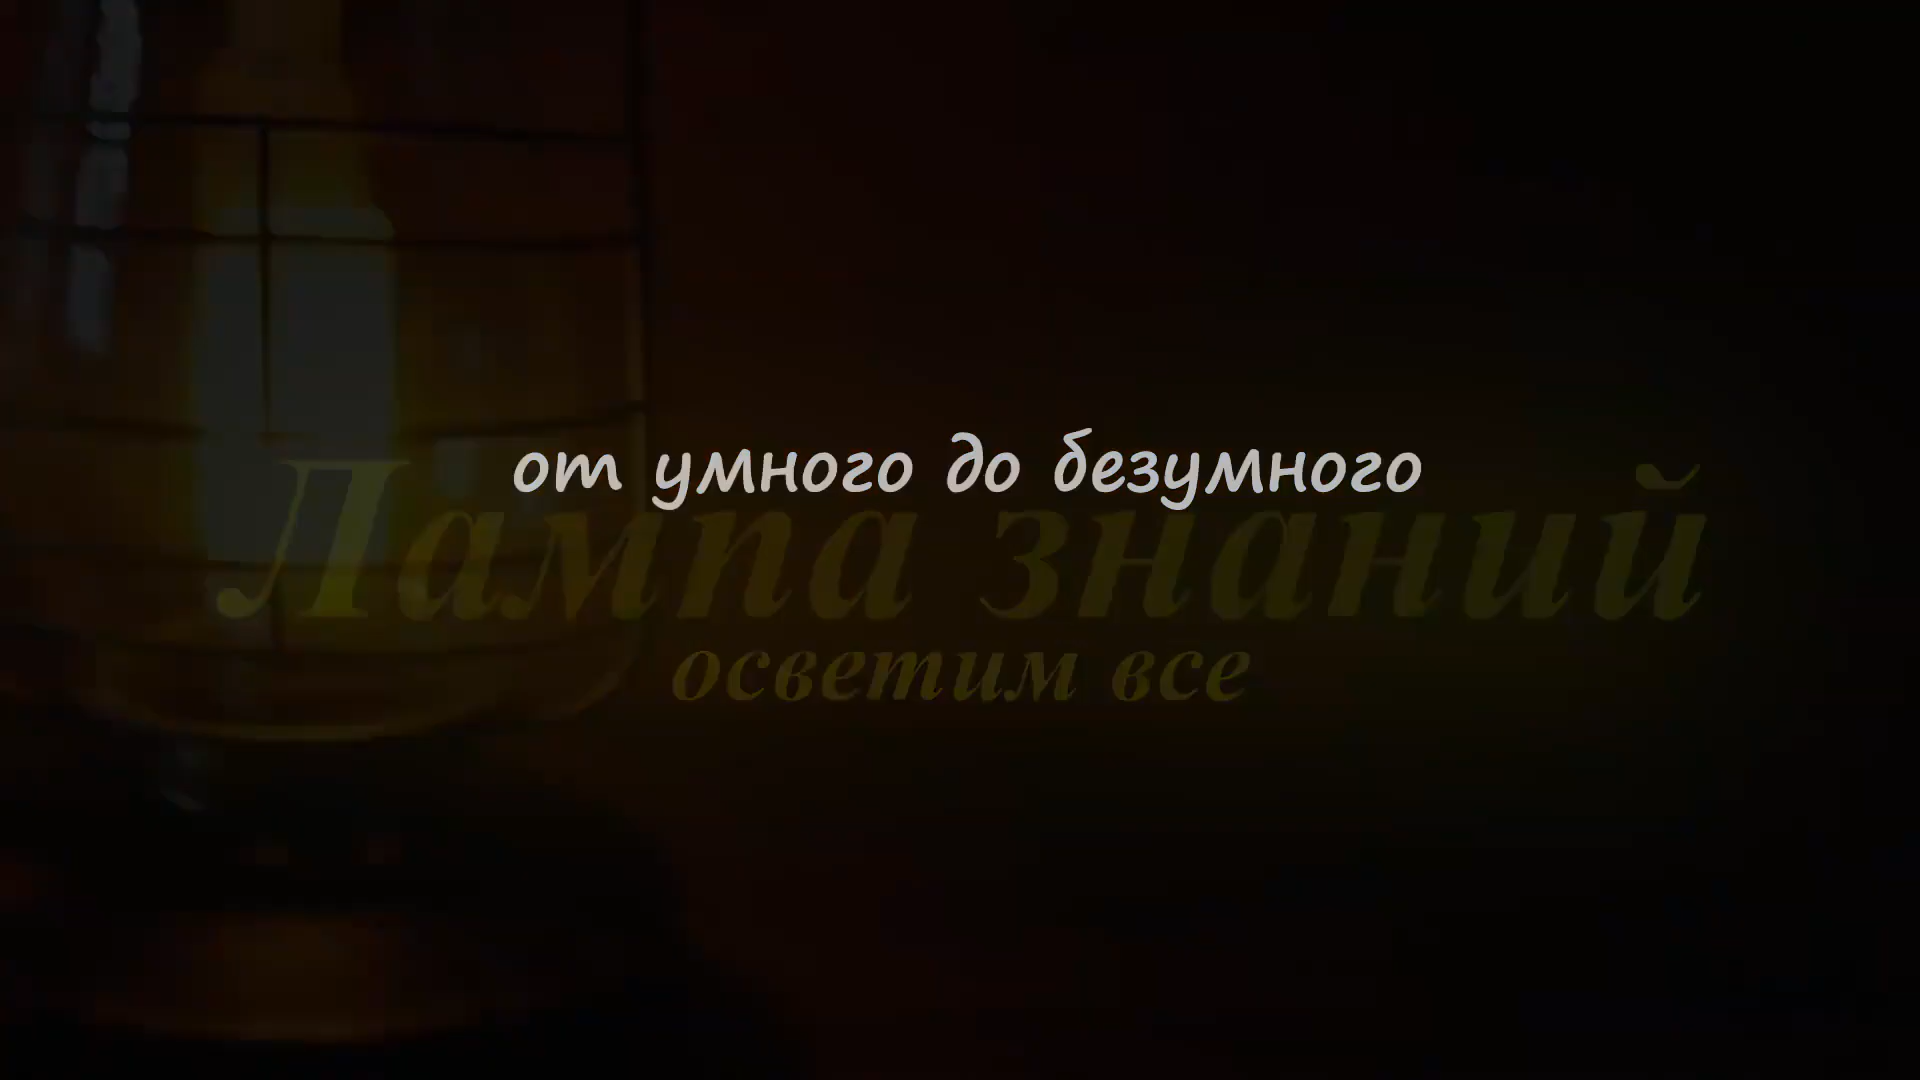 от умного до безумного
Лампа знаний
осветим все